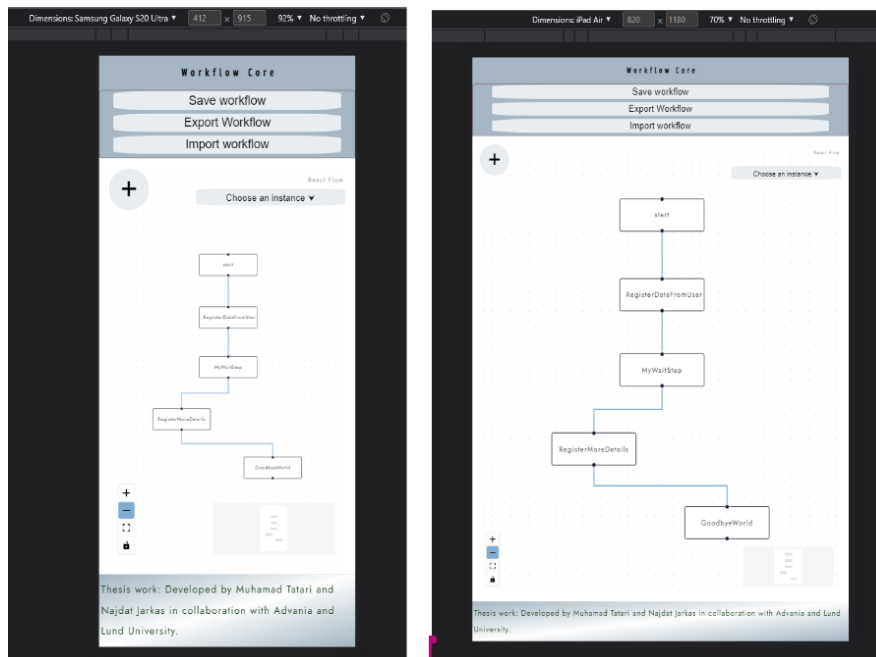 Dimensions: Samsung Galaxy S20 Ultra ▼ 412 × 915 92% ▼ No throttling ▼
Workflow Core
Save workflow
Export Workflow
Import workflow
+
React Flow
Choose an instance ⮟
start
RegisterDataFromUser
MyWaitStep
RegisterMoreDetails
GoodbyeWorld
+
−
Thesis work: Developed by Muhamad Tatari and
Najdat Jarkas in collaboration with Advania and
Lund University.
Dimensions: iPad Air ▼ 820 × 1180 70% ▼ No throttling ▼
Workflow Core
Save workflow
Export Workflow
Import workflow
+
React Flow
Choose an instance ⮟
start
RegisterDataFromUser
MyWaitStep
RegisterMoreDetails
GoodbyeWorld
+
−
Thesis work: Developed by Muhamad Tatari and Najdat Jarkas in collaboration with Advania and Lund
University.